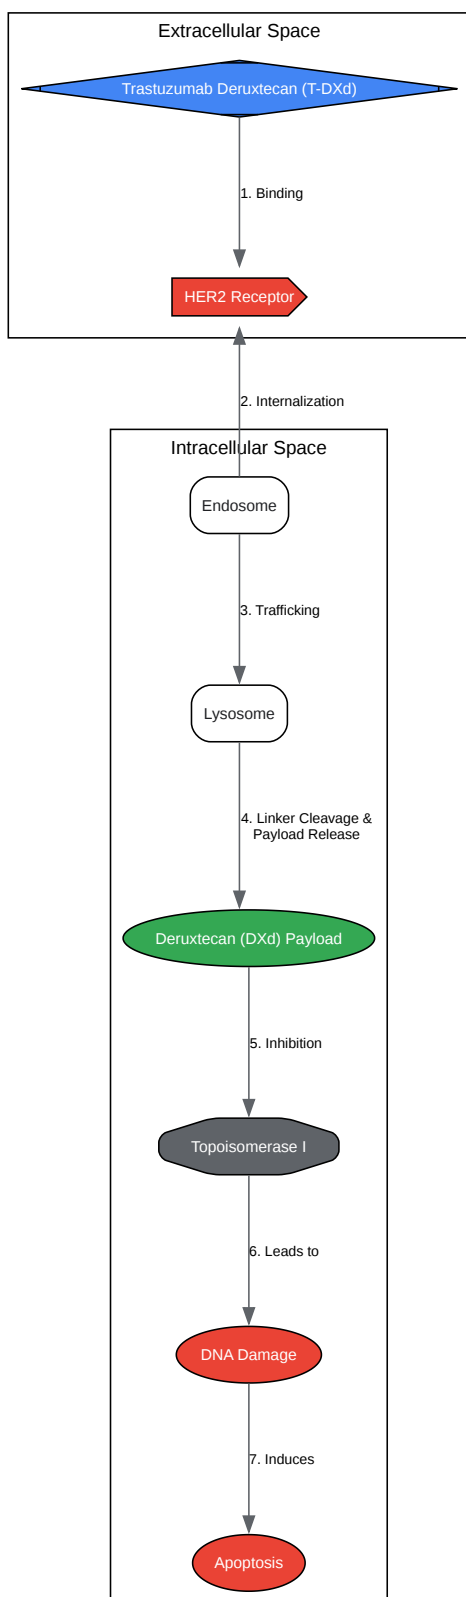 Extracellular Space
Trastuzumab Deruxtecan (T-DXd)
1. Binding
HER2 Receptor
2. Internalization
Intracellular Space
Endosome
3. Trafficking
Lysosome
4. Linker Cleavage &
Payload Release
Deruxtecan (DXd) Payload
5. Inhibition
Topoisomerase I
6. Leads to
DNA Damage
7. Induces
Apoptosis